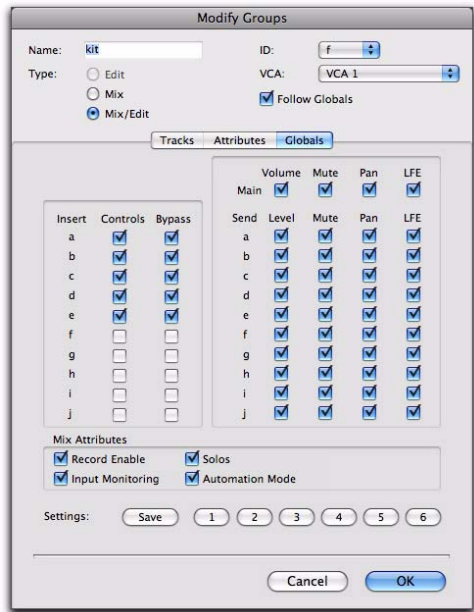 Modify Groups
Name: kit ID: f
Type: Edit VCA: VCA 1
Mix Follow Globals
Mix/Edit
Tracks Attributes Globals
Volume Mute Pan LFE
Main
Insert Controls Bypass Send Level Mute Pan LFE
a a
b b
c c
d d
e e
f f
g g
h h
i i
j j
Mix Attributes
Record Enable Solos
Input Monitoring Automation Mode
Settings: Save 1 2 3 4 5 6
Cancel OK